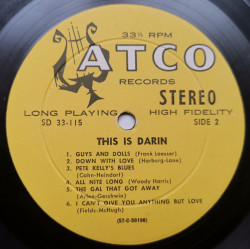 33⅓ RPM
ATCO
RECORDS
STEREO
LONG PLAYING
HIGH FIDELITY
SD 33-115
SIDE 2
THIS IS DARIN
1. GUYS AND DOLLS (Frank Loesser)
2. DOWN WITH LOVE (Harburg-Lane)
3. PETE KELLY'S BLUES
(Cahn-Heindorf)
4. ALL NITE LONG (Woody Harris)
5. THE GAL THAT GOT AWAY
(Arlen-Gershwin)
6. I CAN'T GIVE YOU ANYTHING BUT LOVE
(Fields-McHugh)